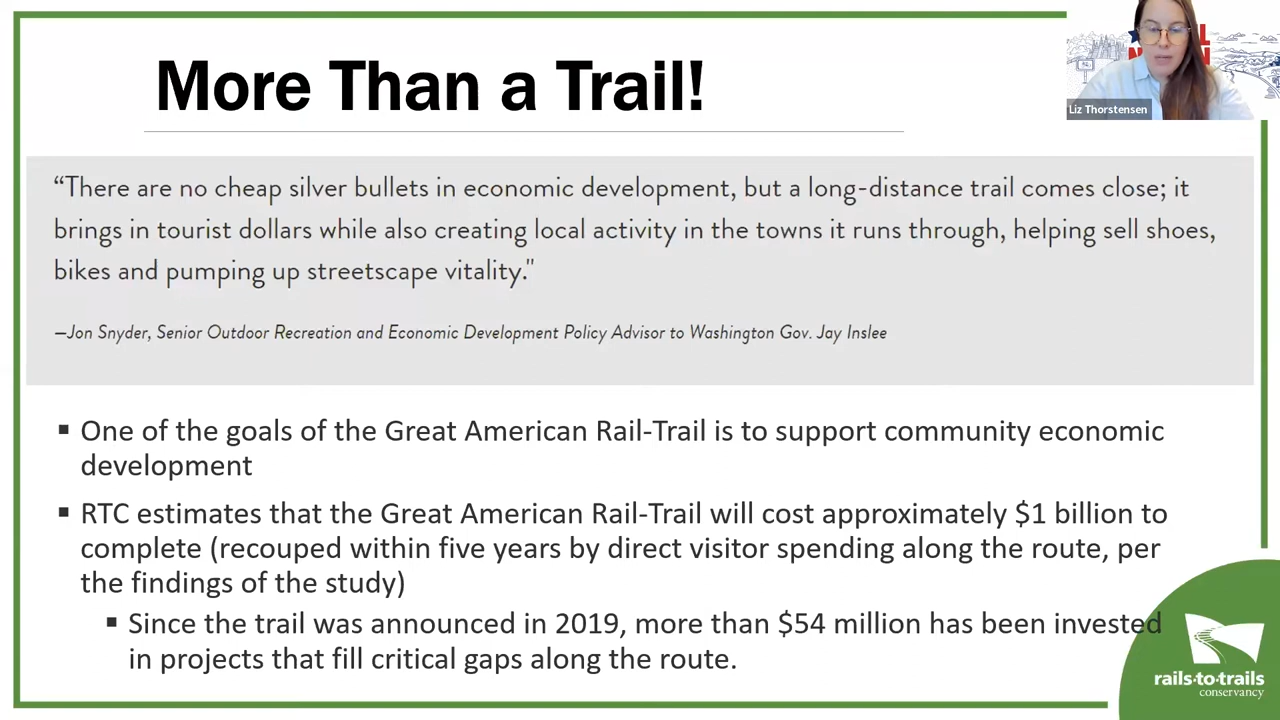 More Than a Trail!
Liz Thorstensen
“There are no cheap silver bullets in economic development, but a long-distance trail comes close; it
brings in tourist dollars while also creating local activity in the towns it runs through, helping sell shoes,
bikes and pumping up streetscape vitality."
—Jon Snyder, Senior Outdoor Recreation and Economic Development Policy Advisor to Washington Gov. Jay Inslee
▪ One of the goals of the Great American Rail-Trail is to support community economic
development
▪ RTC estimates that the Great American Rail-Trail will cost approximately $1 billion to
complete (recouped within five years by direct visitor spending along the route, per
the findings of the study)
▪ Since the trail was announced in 2019, more than $54 million has been invested
in projects that fill critical gaps along the route.
rails·to·trails
conservancy